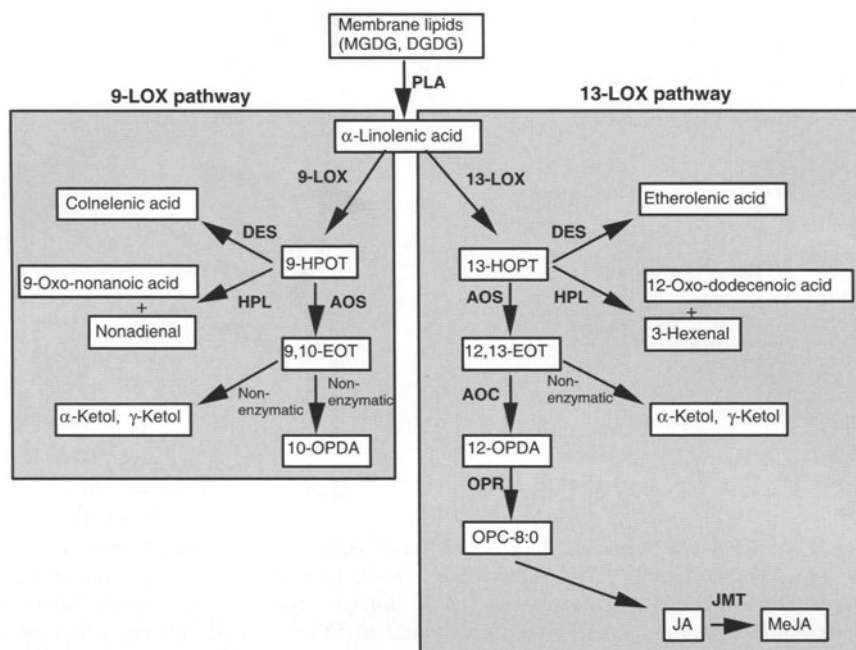 Membrane lipids
(MGDG, DGDG)
PLA
9-LOX pathway
13-LOX pathway
α-Linolenic acid
9-LOX
13-LOX
Colnelenic acid
DES
9-HPOT
9-Oxo-nonanoic acid
+
Nonadienal
HPL
AOS
9,10-EOT
Non-
enzymatic
Non-
enzymatic
α-Ketol, γ-Ketol
10-OPDA
Etherolenic acid
DES
13-HOPT
12-Oxo-dodecenoic acid
+
3-Hexenal
AOS
HPL
12,13-EOT
AOC
Non-
enzymatic
α-Ketol, γ-Ketol
12-OPDA
OPR
OPC-8:0
JA
JMT
MeJA